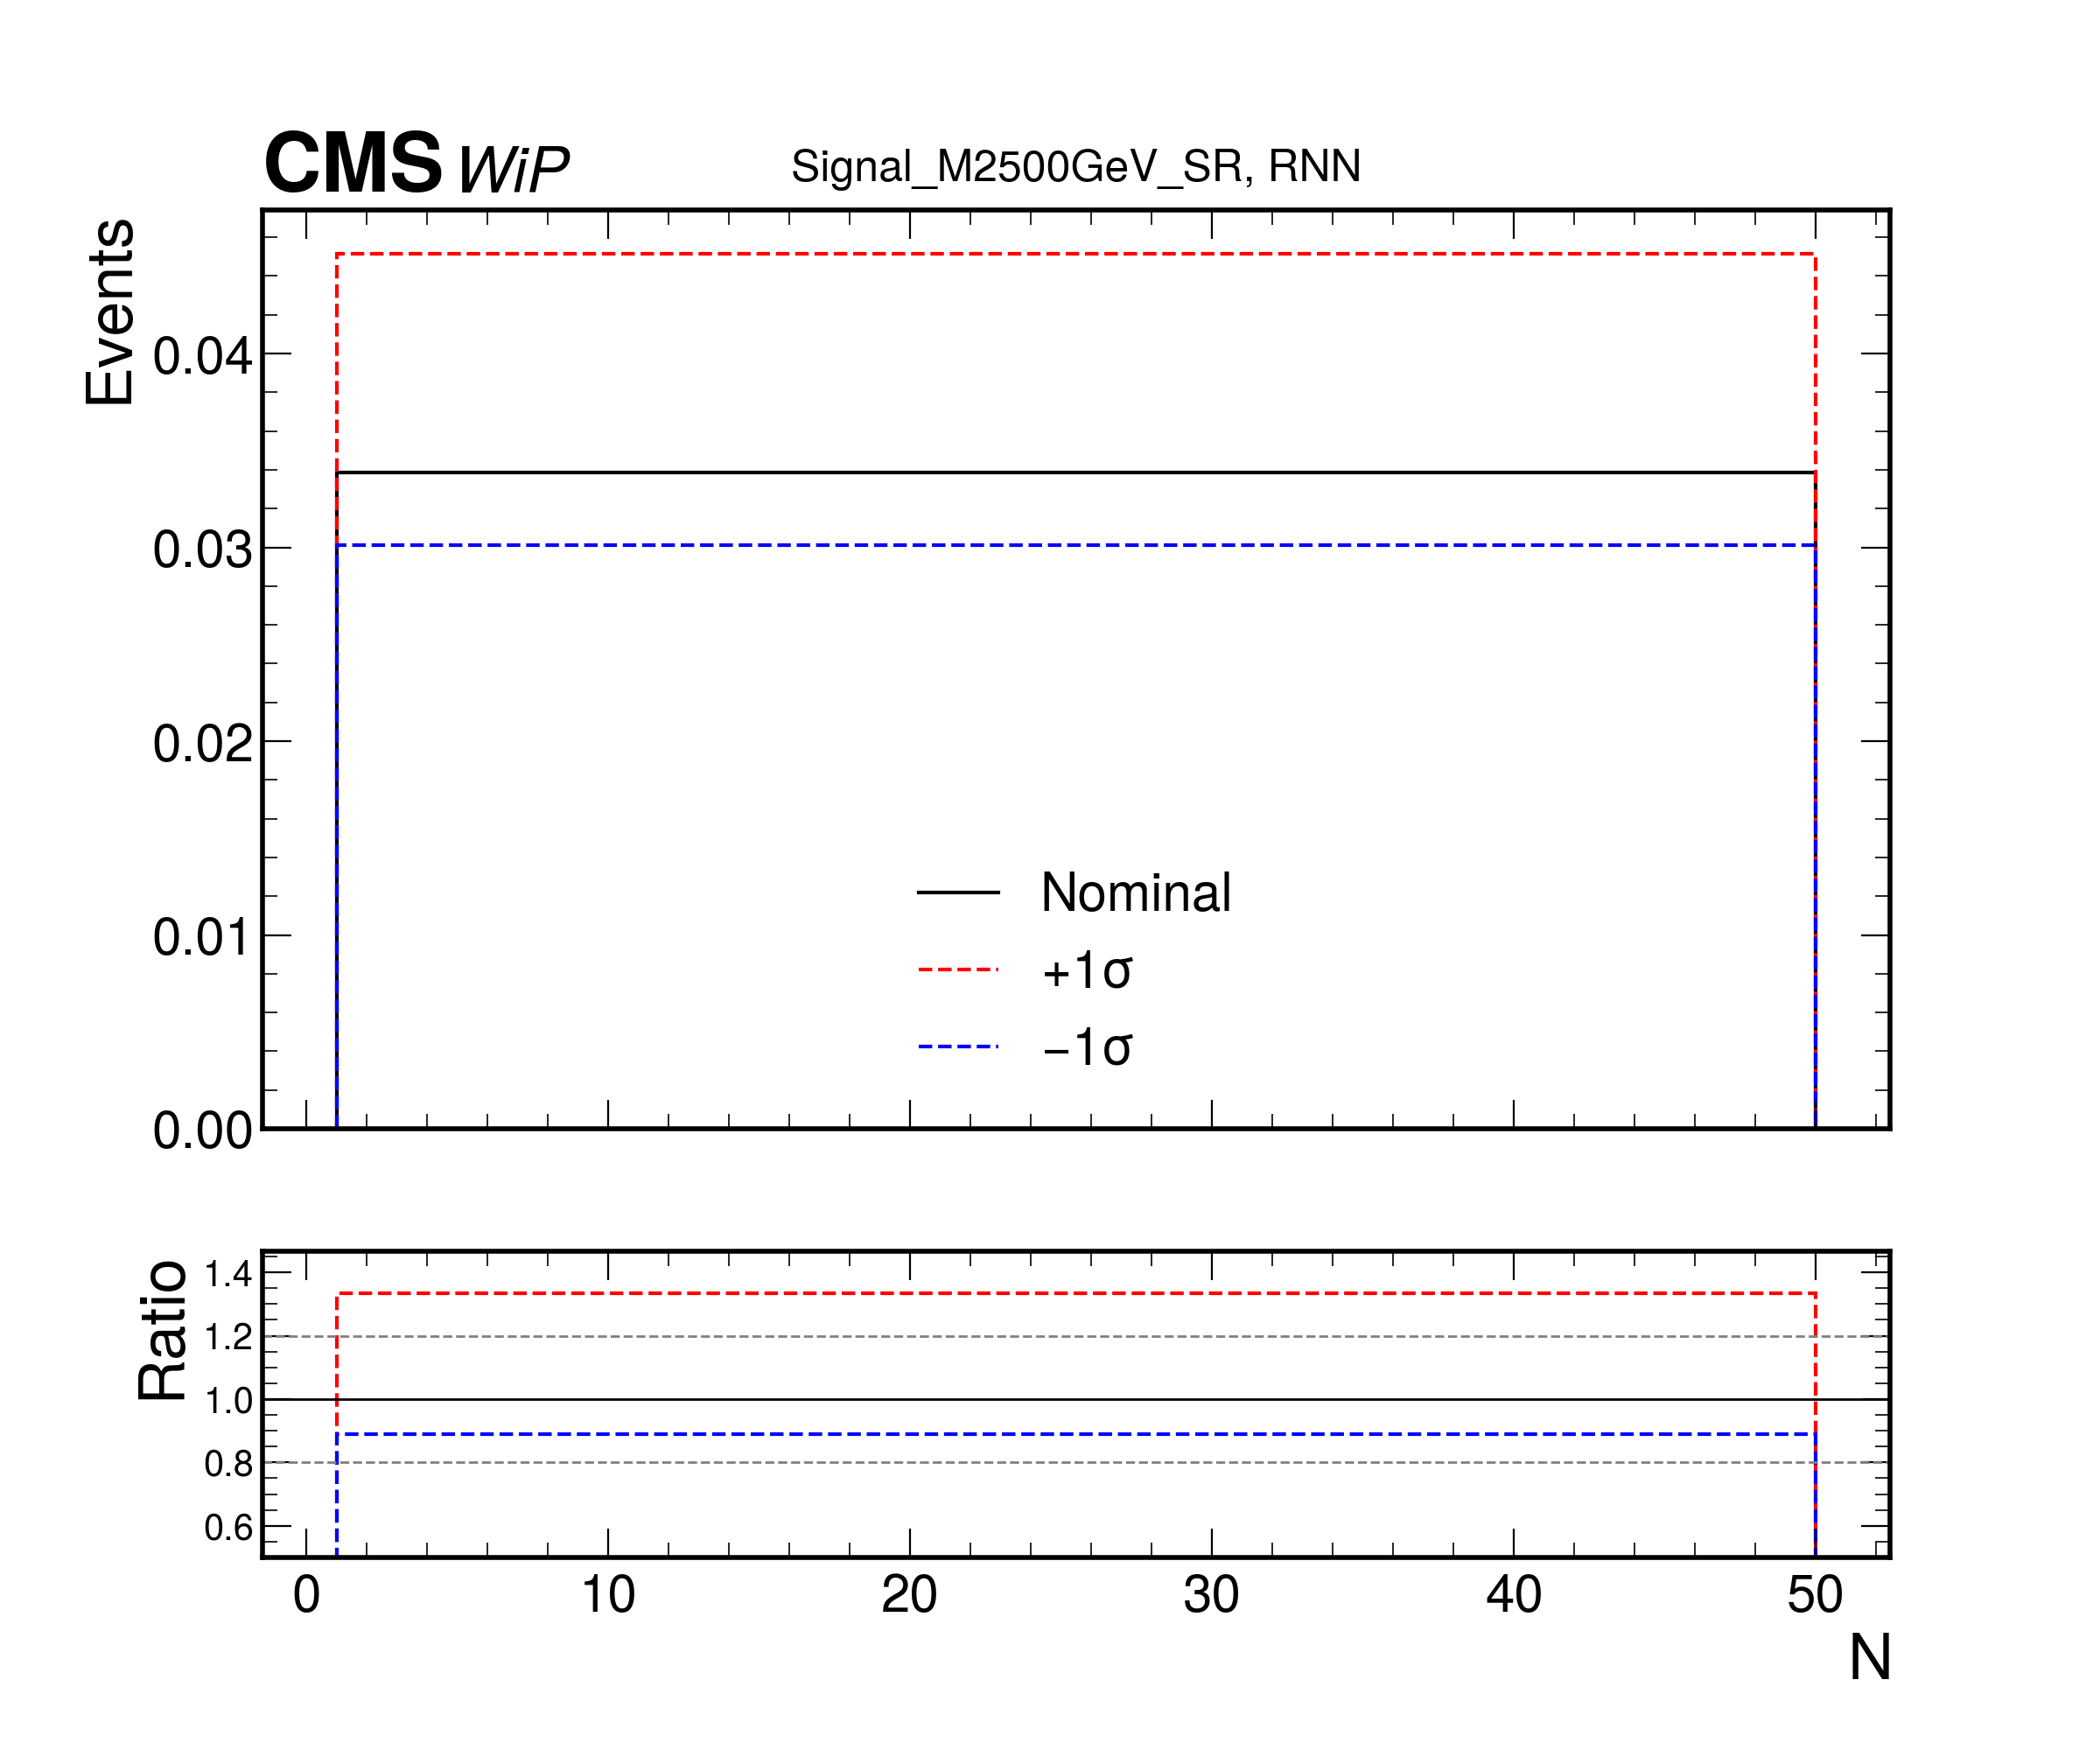 CMS WiP Signal_M2500GeV_SR, RNN
Events
0.04
0.03
0.02
0.01
0.00
Nominal
+1σ
−1σ
Ratio
1.4
1.2
1.0
0.8
0.6
0 10 20 30 40 50
N